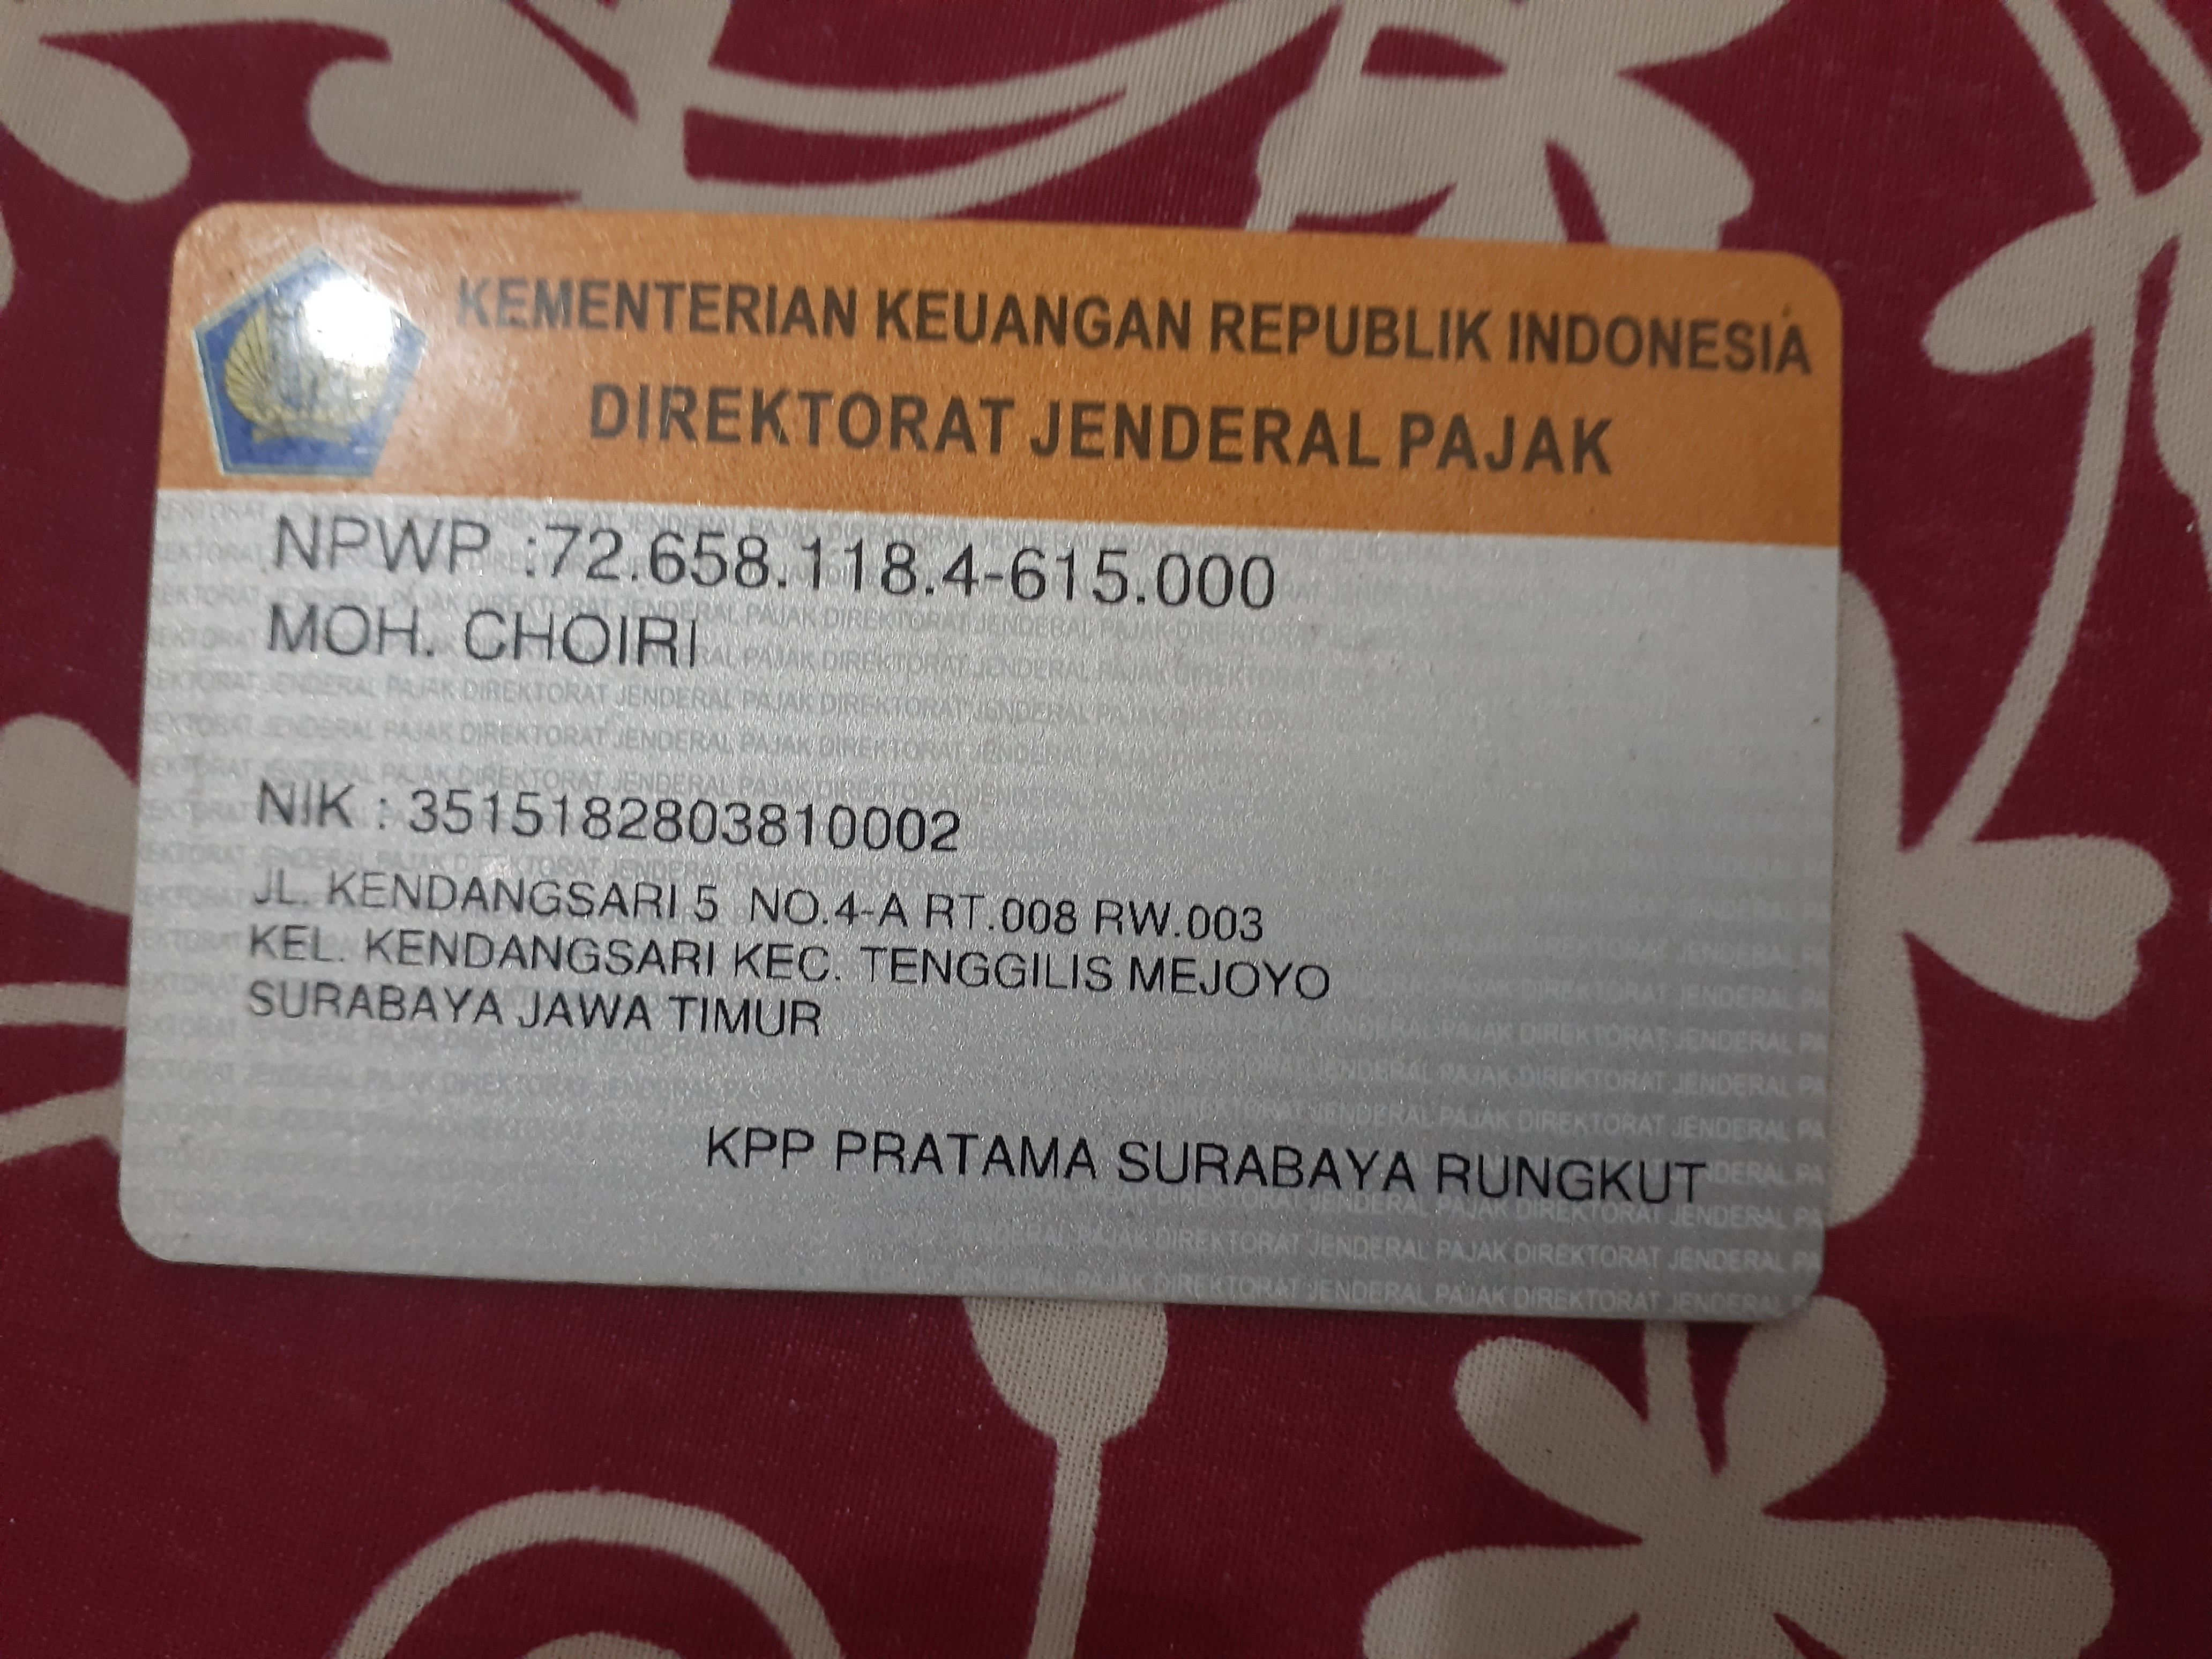 KEMENTERIAN KEUANGAN REPUBLIK INDONESIA
DIREKTORAT JENDERAL PAJAK
NPWP :72.658.118.4-615.000
MOH. CHOIRI
NIK : 3515182803810002
JL. KENDANGSARI 5 NO.4-A RT.008 RW.003
KEL. KENDANGSARI KEC. TENGGILIS MEJOYO
SURABAYA JAWA TIMUR
KPP PRATAMA SURABAYA RUNGKUT